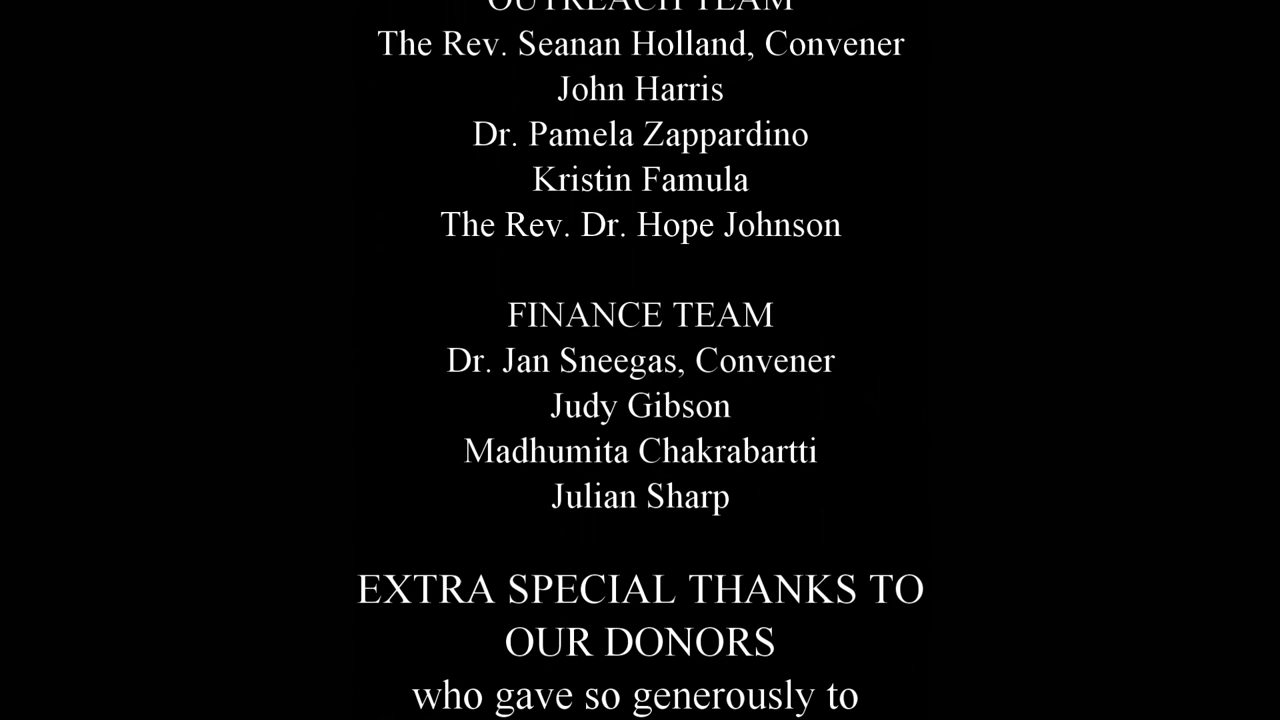 OUTREACH TEAM
The Rev. Seanan Holland, Convener
John Harris
Dr. Pamela Zappardino
Kristin Famula
The Rev. Dr. Hope Johnson
FINANCE TEAM
Dr. Jan Sneegas, Convener
Judy Gibson
Madhumita Chakrabartti
Julian Sharp
EXTRA SPECIAL THANKS TO
OUR DONORS
who gave so generously to